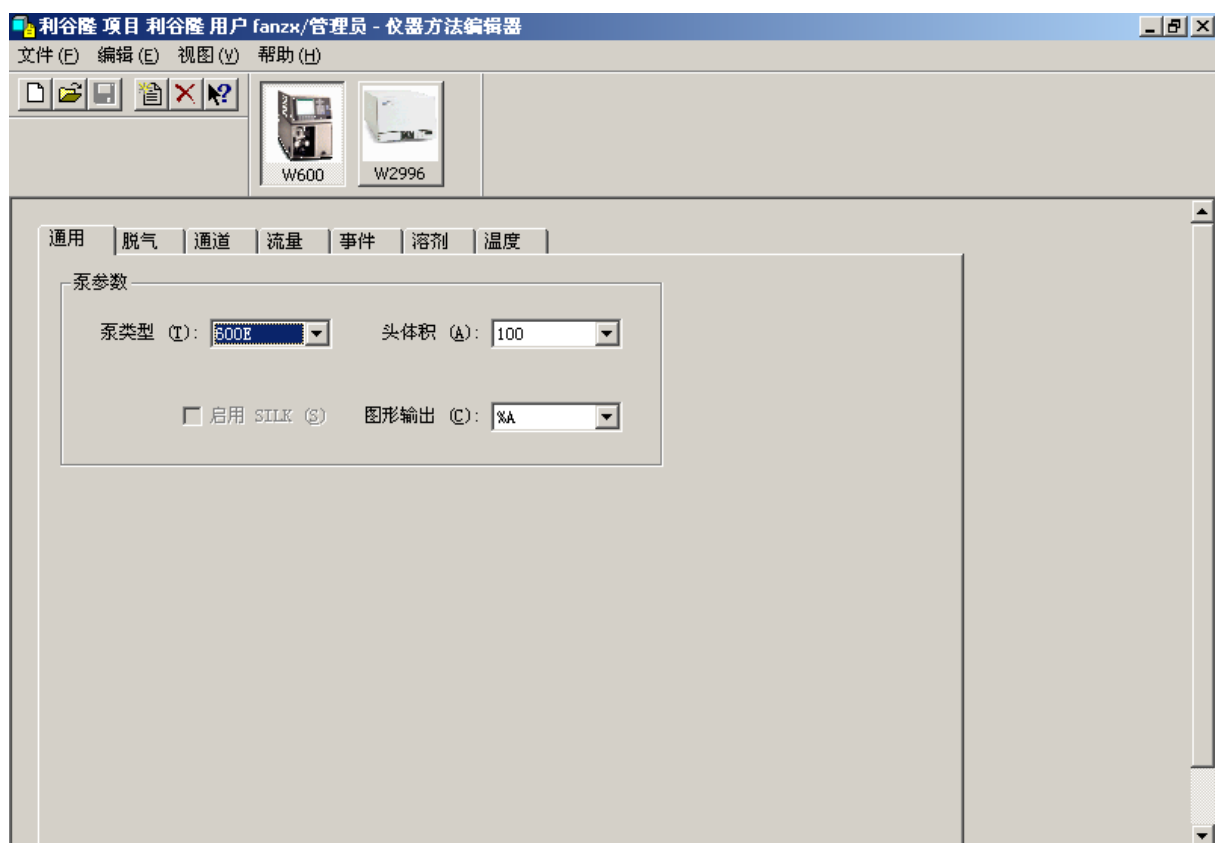 利谷隆 项目 利谷隆 用户 fanzx/管理员 - 仪器方法编辑器
文件(F) 编辑(E) 视图(V) 帮助(H)
W600 W2996
通用 脱气 通道 流量 事件 溶剂 温度
泵参数
泵类型 (T): 600E 头体积 (A): 100
启用 SILK (S) 图形输出 (C): %A